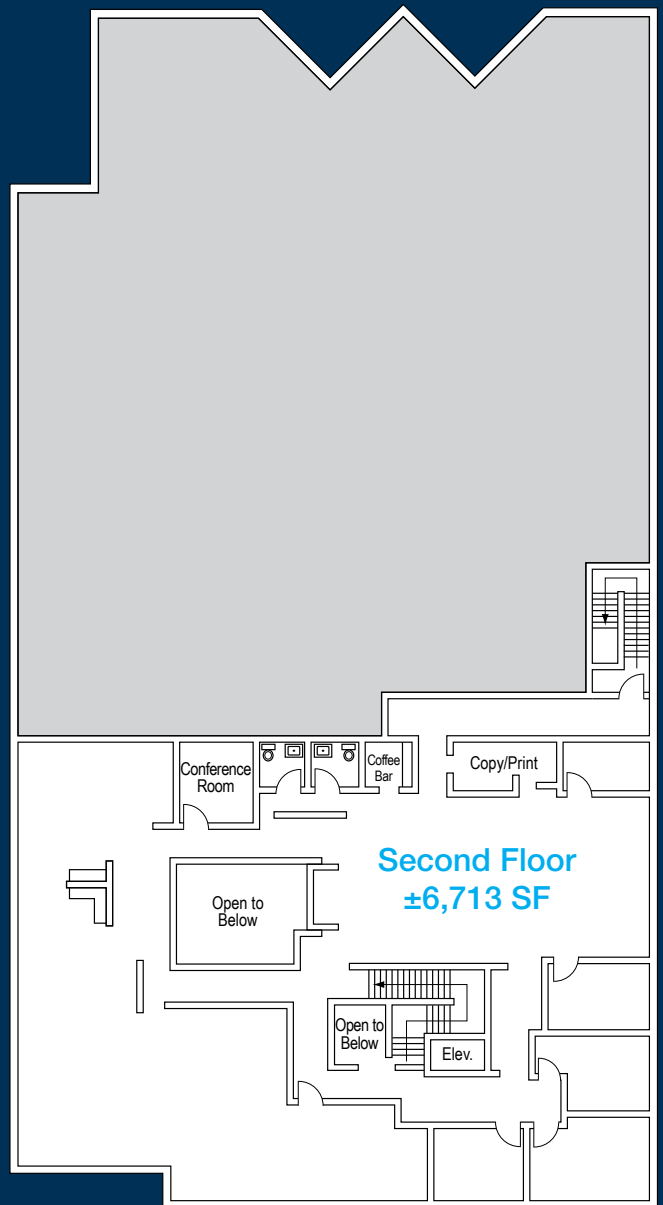 Conference
Room
Coffee
Bar
Copy/Print
Second Floor
±6,713 SF
Open to
Below
Open to
Below
Elev.